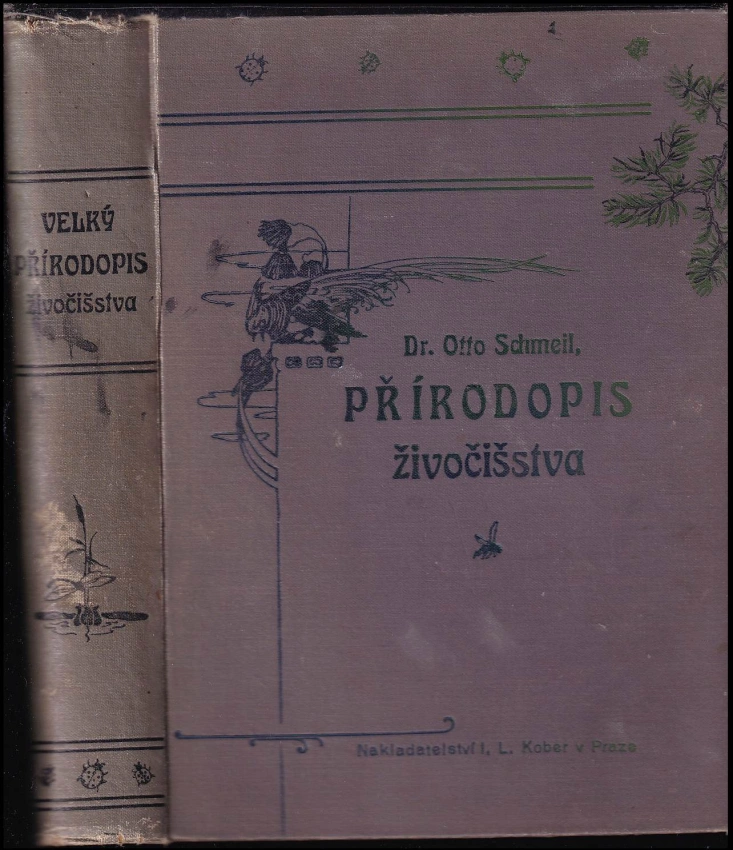 VELKÝ
PŘÍRODOPIS
živočišstva
Dr. Otto Schmeil,
PŘÍRODOPIS
živočišstva
Nakladatelství I. L. Kober v Praze